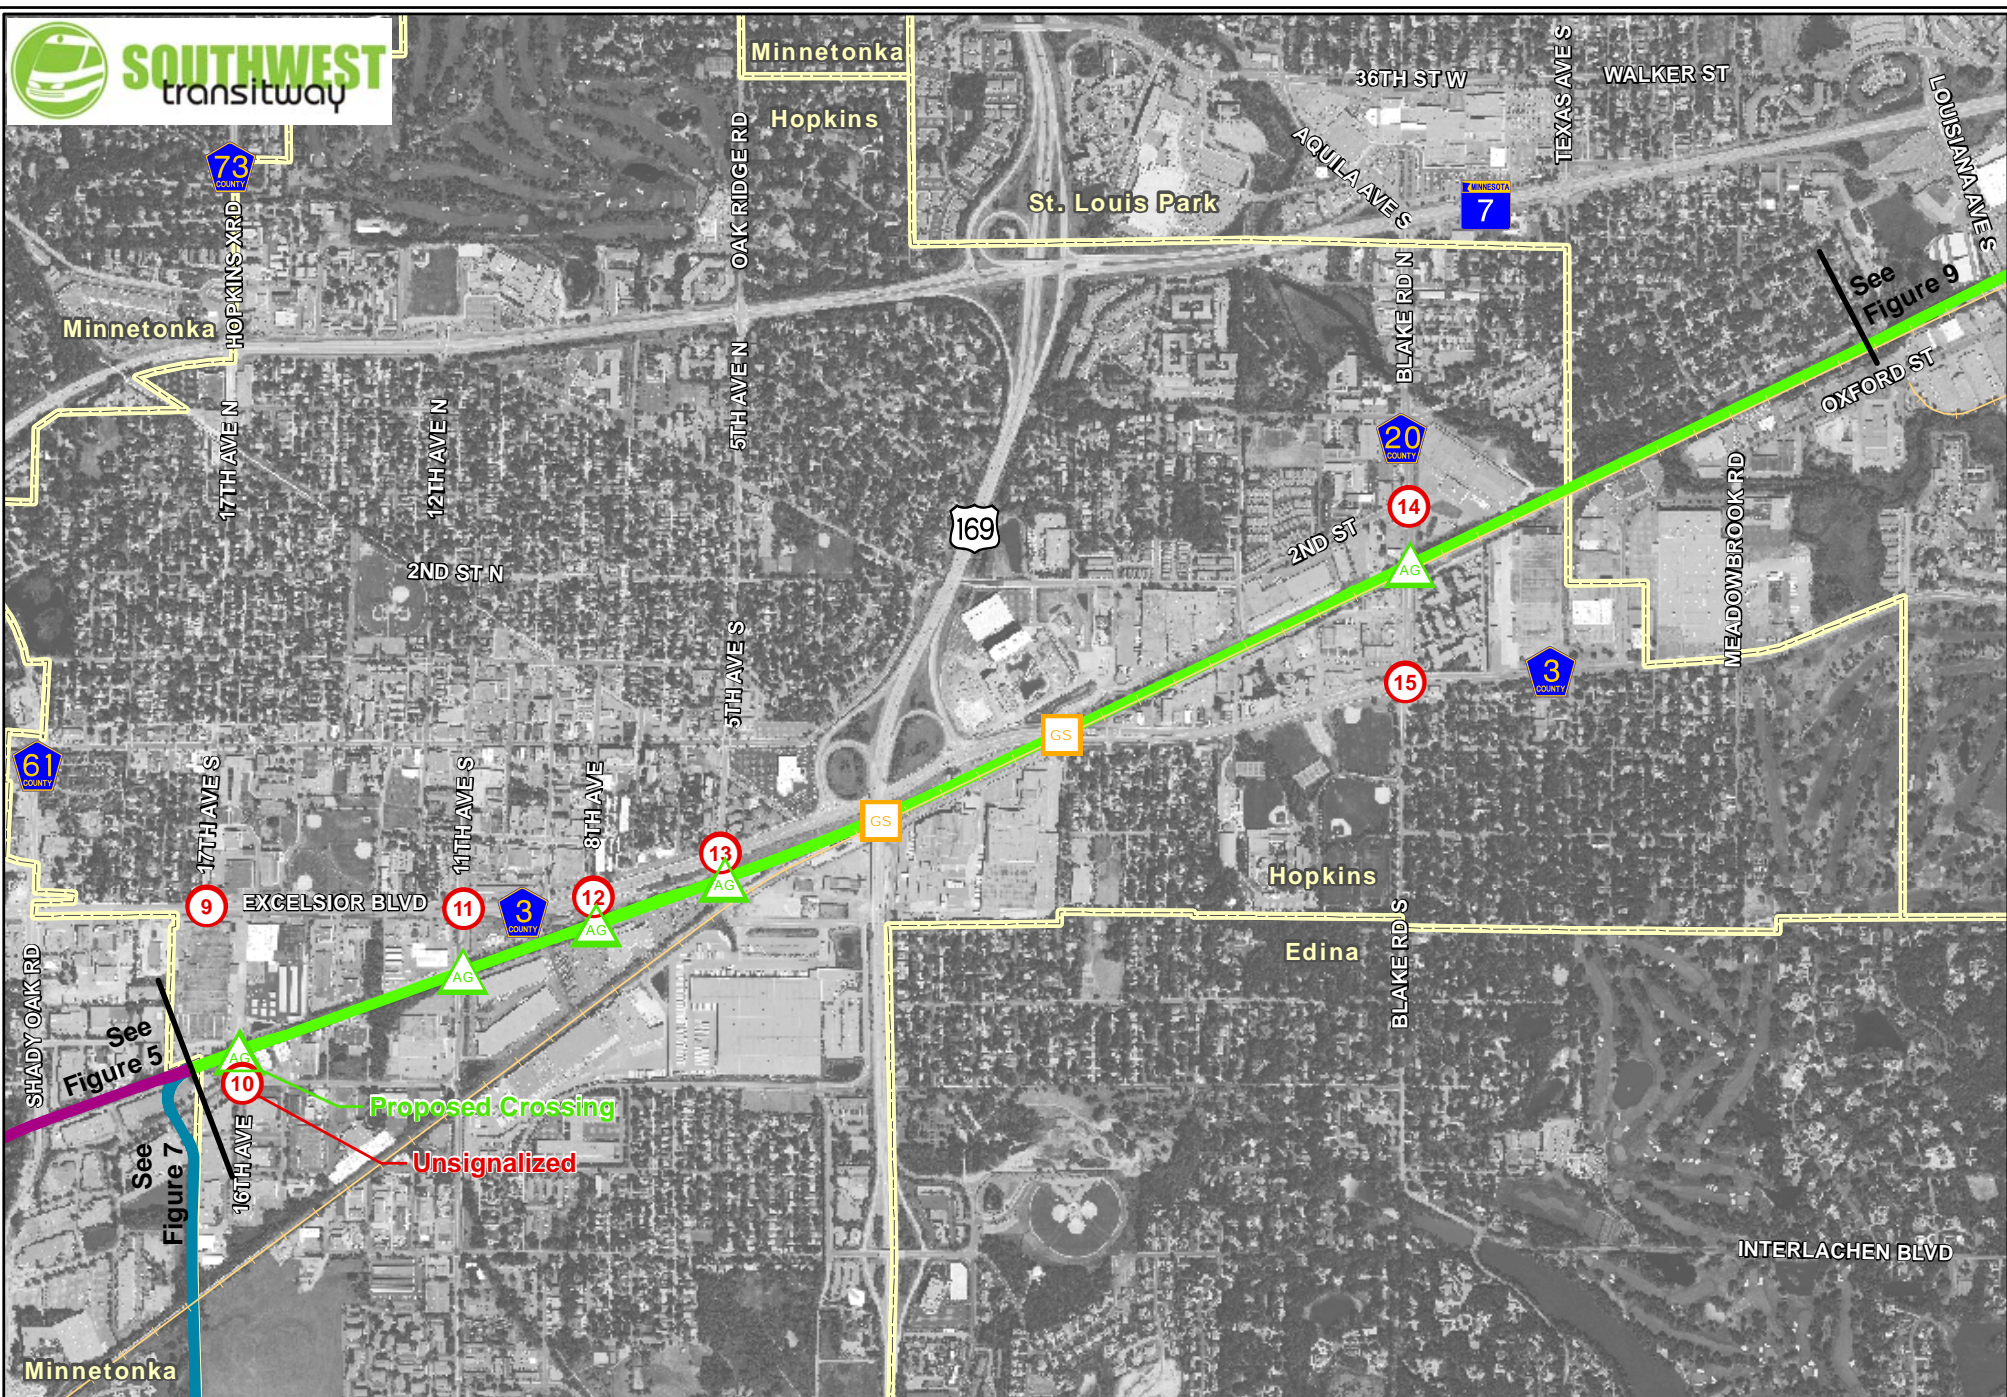 SOUTHWEST
transitway
Minnetonka
Hopkins
36TH ST W
WALKER ST
TEXAS AVE S
LOUISIANA AVE S
73
COUNTY
OAK RIDGE RD
AQUILA AVE S
MINNESOTA
7
St. Louis Park
HOPKINS XRD
Minnetonka
BLAKE RD N
See
Figure 9
OXFORD ST
17TH AVE N
12TH AVE N
5TH AVE N
20
COUNTY
169
14
2ND ST
AG
2ND ST N
MEADOWBROOK RD
5TH AVE S
15
3
COUNTY
GS
61
COUNTY
17TH AVE S
11TH AVE S
8TH AVE
GS
13
AG
Hopkins
9
EXCELSIOR BLVD
11
3
COUNTY
12
AG
BLAKE RD S
Edina
AG
SHADY OAK RD
See
Figure 5
AG
10
Proposed Crossing
Unsignalized
16TH AVE
See
Figure 7
INTERLACHEN BLVD
Minnetonka